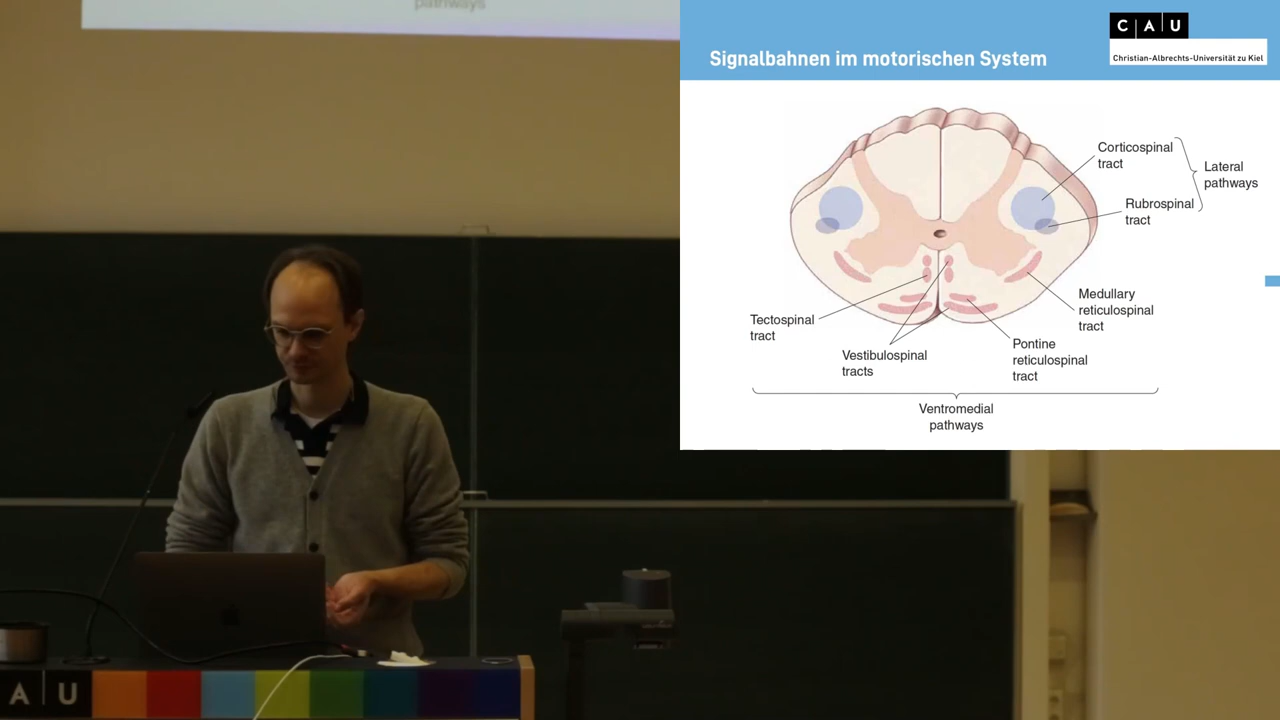 pathways
Signalbahnen im motorischen System
C A U
Christian-Albrechts-Universität zu Kiel
Corticospinal
tract
Lateral
pathways
Rubrospinal
tract
Medullary
reticulospinal
tract
Tectospinal
tract
Pontine
reticulospinal
tract
Vestibulospinal
tracts
Ventromedial
pathways
A U